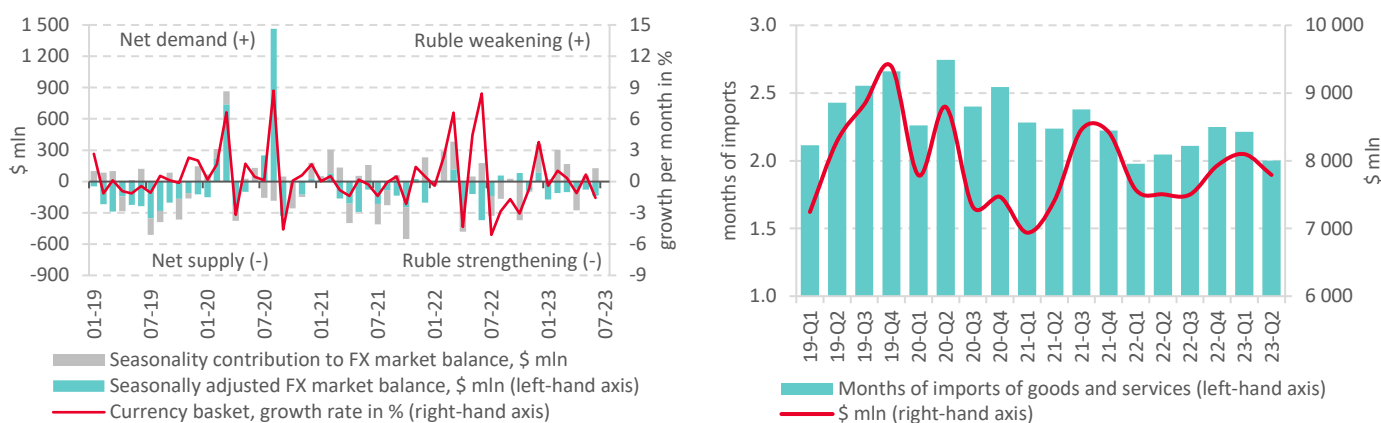 1 500
1 200
900
600
300
0
-300
-600
-900
$ mln
Net demand (+)
Ruble weakening (+)
Net supply (-)
Ruble strengthening (-)
15
12
9
6
3
0
-3
-6
-9
growth per month in %
01-19
07-19
01-20
07-20
01-21
07-21
01-22
07-22
01-23
07-23
Seasonality contribution to FX market balance, $ mln
Seasonally adjusted FX market balance, $ mln (left-hand axis)
Currency basket, growth rate in % (right-hand axis)
3.0
2.5
2.0
1.5
1.0
months of imports
10 000
9 000
8 000
7 000
6 000
$ mln
19-Q1
19-Q2
19-Q3
19-Q4
20-Q1
20-Q2
20-Q3
20-Q4
21-Q1
21-Q2
21-Q3
21-Q4
22-Q1
22-Q2
22-Q3
22-Q4
23-Q1
23-Q2
Months of imports of goods and services (left-hand axis)
$ mln (right-hand axis)